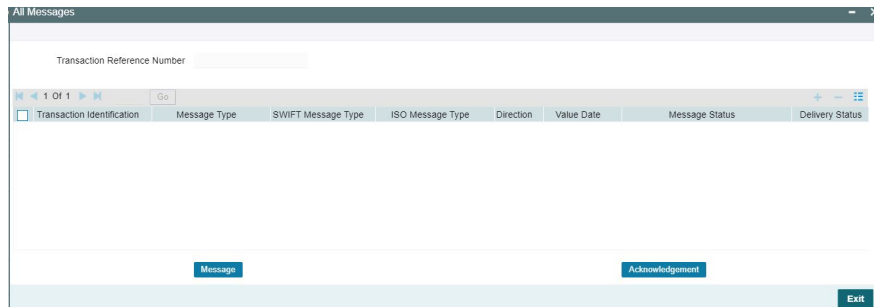 All Messages
Transaction Reference Number
1 Of 1 Go
Transaction Identification Message Type SWIFT Message Type ISO Message Type Direction Value Date Message Status Delivery Status
Message Acknowledgement
Exit